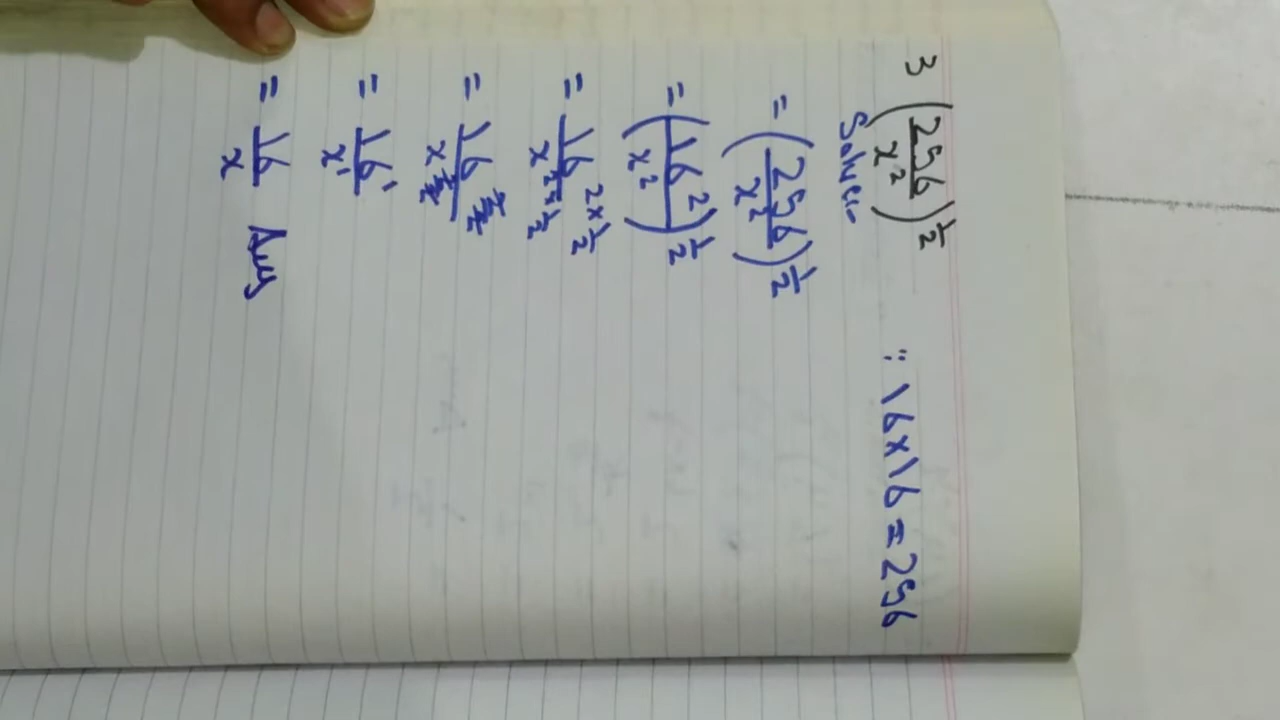 3 (256/x²)^1/2
Solve:-
∵ 16×16=256
= (256/x²)^1/2
= (16²/x²)^1/2
= 16^2×1/2 / x^2×1/2
= 16^2/2 / x^2/2
= 16¹/x¹
= 16/x Ans